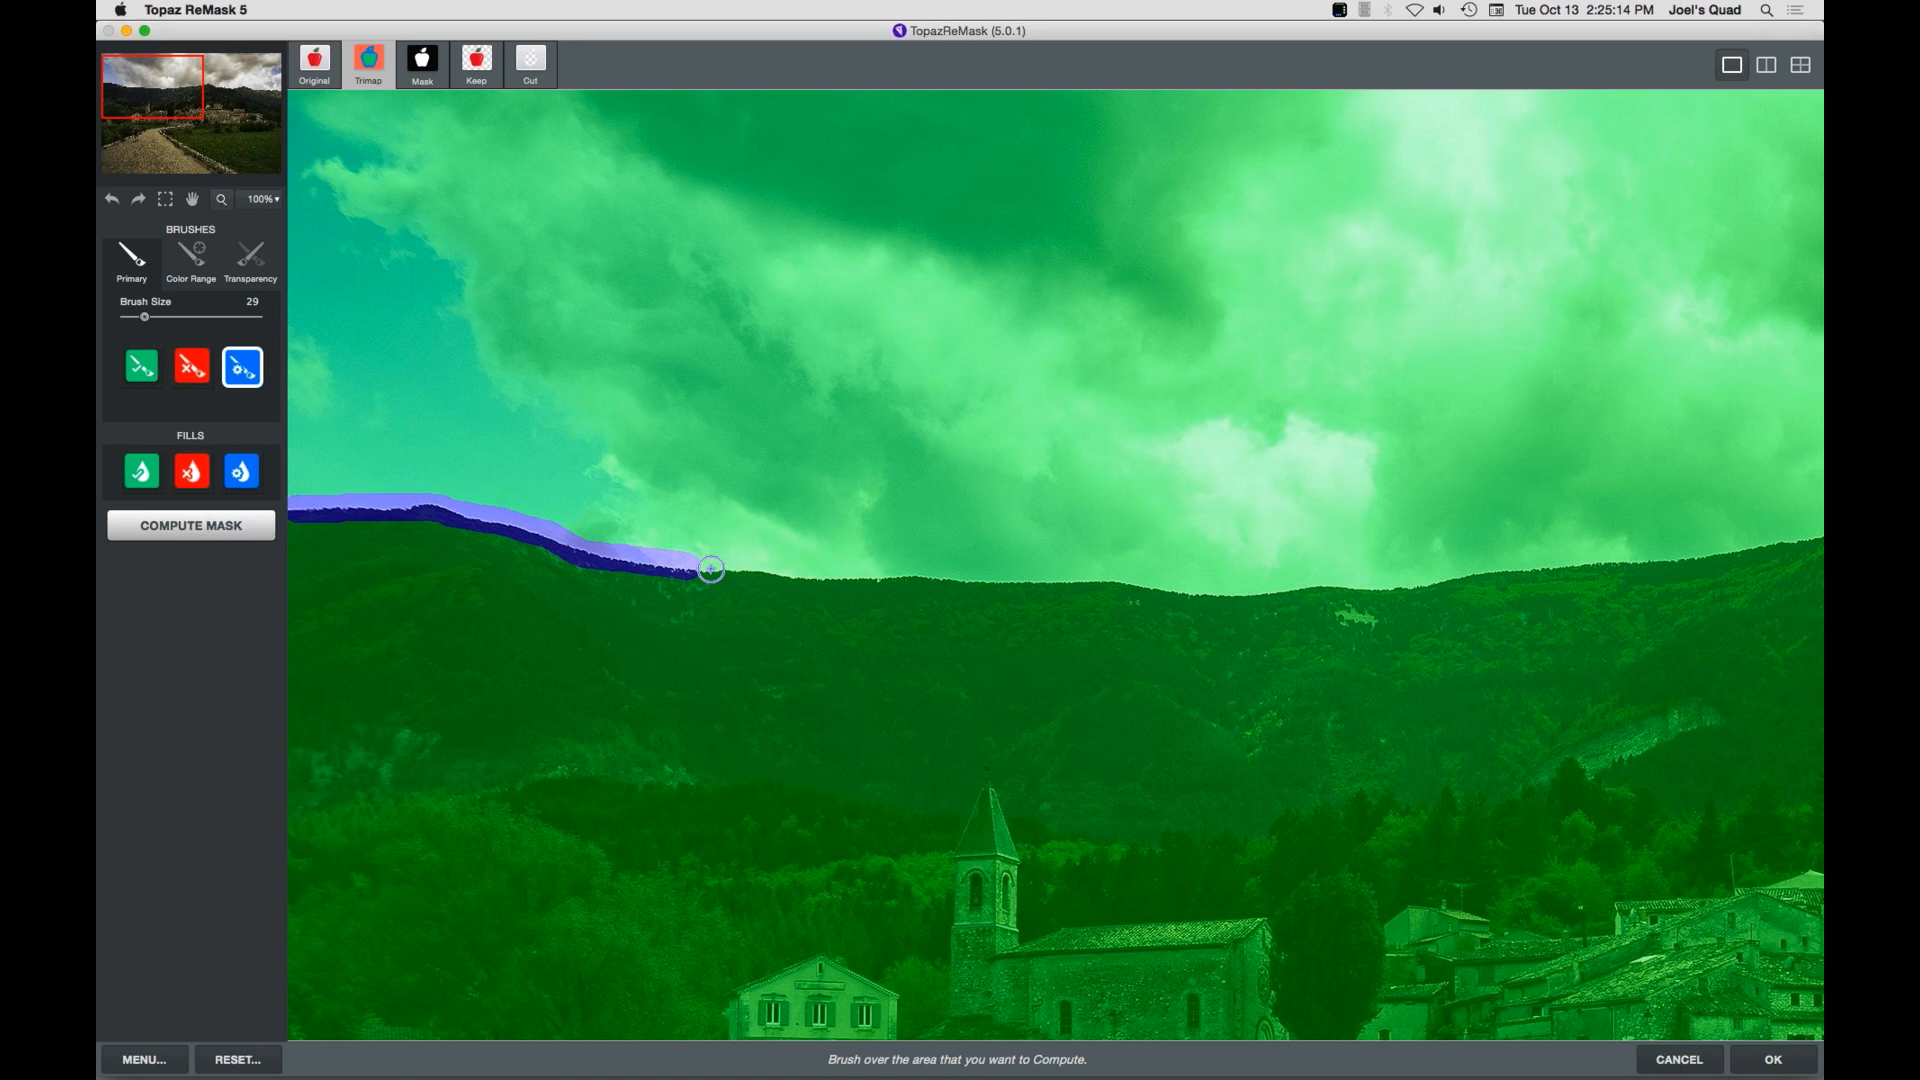 Topaz ReMask 5
Tue Oct 13 2:25:14 PM Joel's Quad
TopazReMask (5.0.1)
Original Trimap Mask Keep Cut
100%
BRUSHES
Primary Color Range Transparency
Brush Size 29
FILLS
COMPUTE MASK
MENU... RESET... Brush over the area that you want to Compute. CANCEL OK